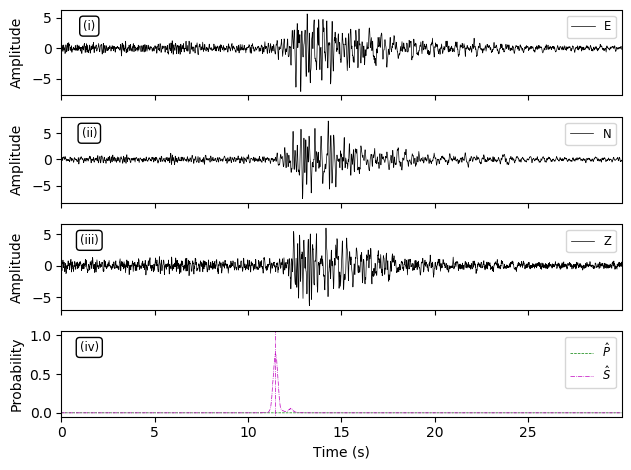 (i)
E
Amplitude
5
0
−5
(ii)
N
Amplitude
5
0
−5
(iii)
Z
Amplitude
5
0
−5
(iv)
P̂
Ŝ
Probability
1.0
0.5
0.0
0 5 10 15 20 25
Time (s)